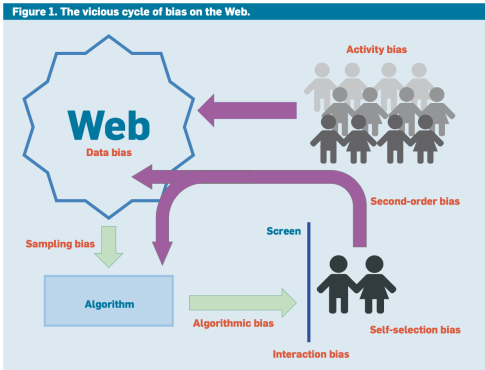 Figure 1. The vicious cycle of bias on the Web.
Activity bias
Web
Data bias
Second-order bias
Screen
Sampling bias
Algorithm
Algorithmic bias
Self-selection bias
Interaction bias